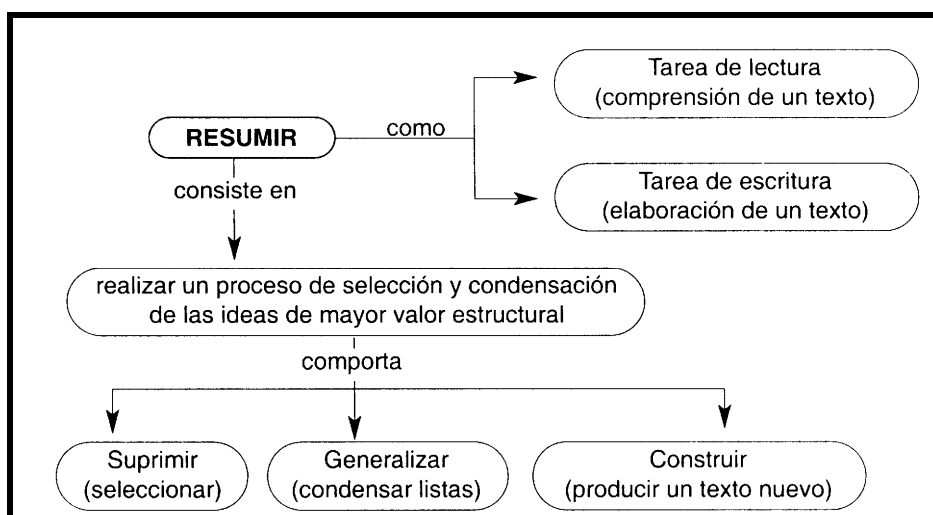 Tarea de lectura
(comprensión de un texto)
como
RESUMIR
Tarea de escritura
(elaboración de un texto)
consiste en
realizar un proceso de selección y condensación
de las ideas de mayor valor estructural
comporta
Suprimir
(seleccionar)
Generalizar
(condensar listas)
Construir
(producir un texto nuevo)